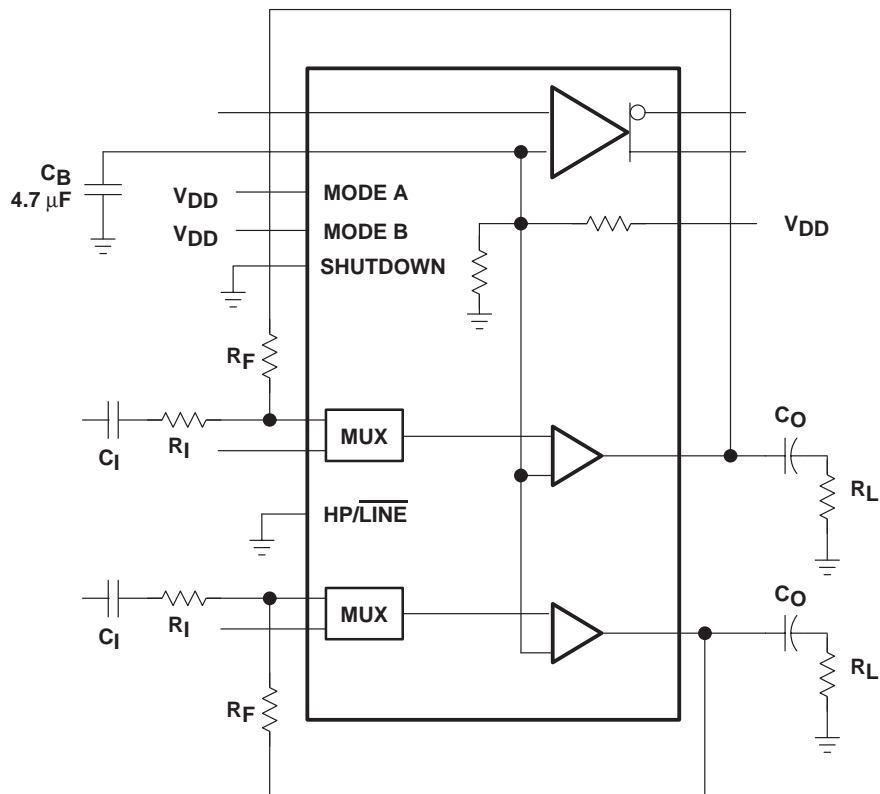 CB
4.7 μF
VDD
MODE A
VDD
MODE B
SHUTDOWN
VDD
RF
CI
RI
MUX
CO
RL
HP/LINE
CI
RI
MUX
CO
RL
RF